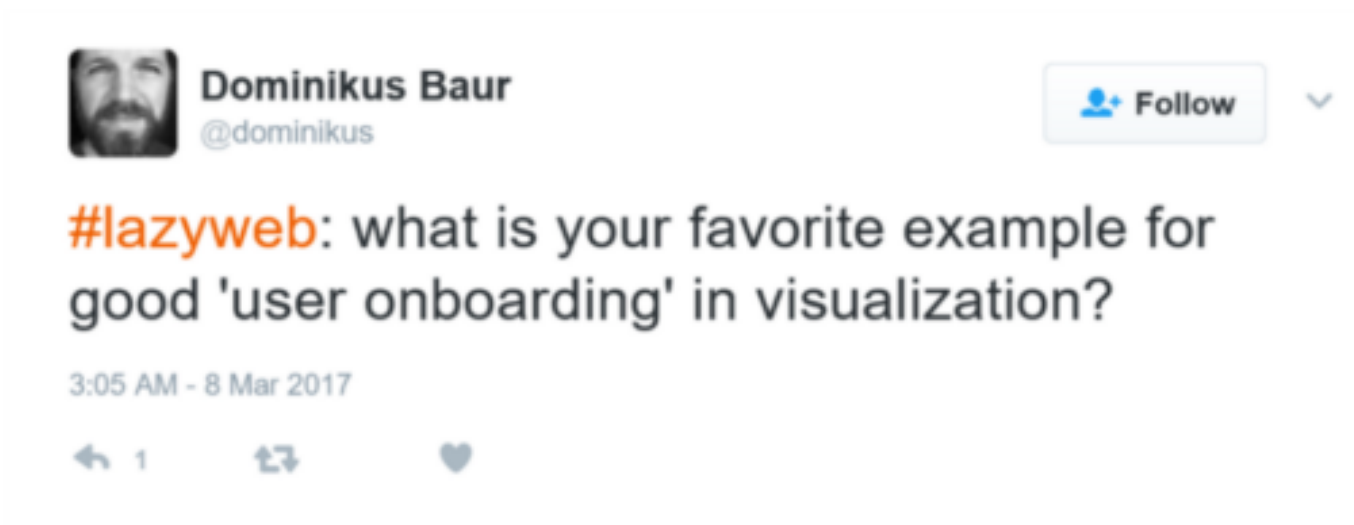 Dominikus Baur
@dominikus
Follow
#lazyweb: what is your favorite example for
good 'user onboarding' in visualization?
3:05 AM - 8 Mar 2017
1